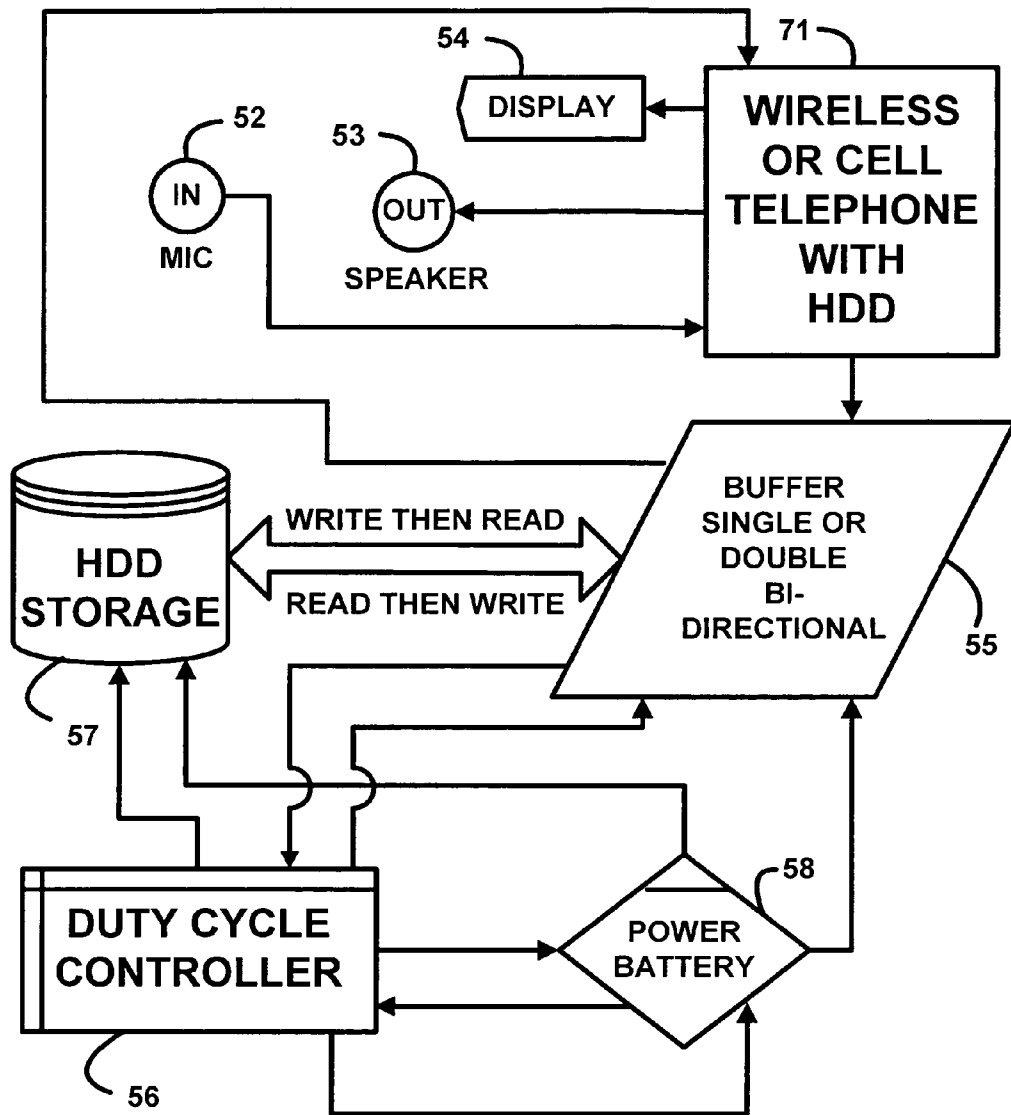 71
54
DISPLAY
WIRELESS
OR CELL
TELEPHONE
WITH
HDD
52
IN
MIC
53
OUT
SPEAKER
BUFFER
SINGLE OR
DOUBLE
BI-
DIRECTIONAL
55
WRITE THEN READ
READ THEN WRITE
HDD
STORAGE
57
58
DUTY CYCLE
CONTROLLER
POWER
BATTERY
56